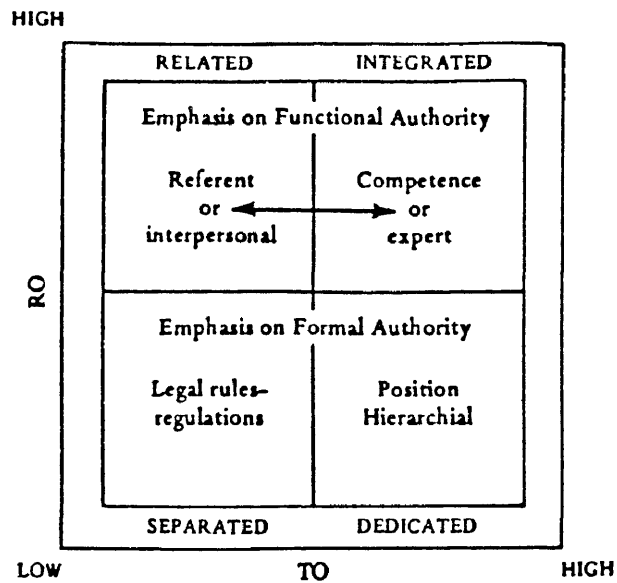 HIGH
RELATED INTEGRATED
Emphasis on Functional Authority
Referent Competence
or or
interpersonal expert
RO
Emphasis on Formal Authority
Legal rules– Position
regulations Hierarchial
SEPARATED DEDICATED
LOW TO HIGH